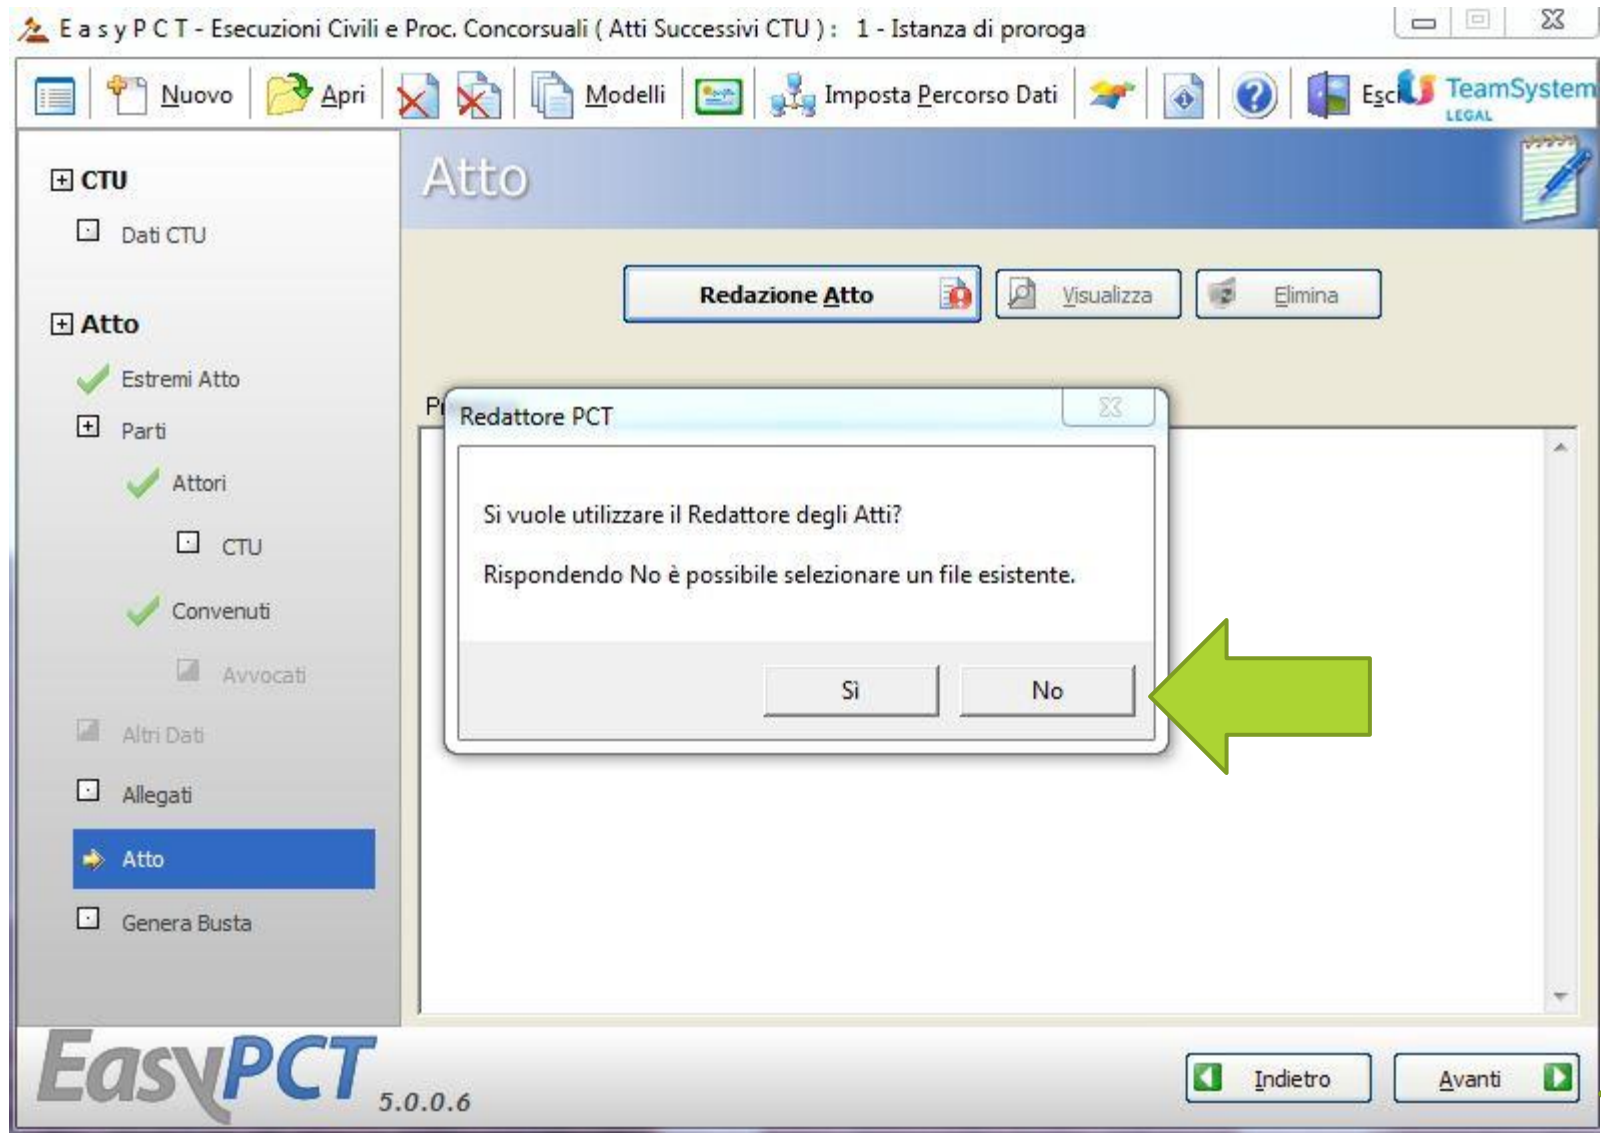 E a s y P C T - Esecuzioni Civili e Proc. Concorsuali ( Atti Successivi CTU ) : 1 - Istanza di proroga
Nuovo Apri Modelli Imposta Percorso Dati Esci TeamSystem
LEGAL
CTU
Dati CTU
Atto
Estremi Atto
Parti
Attori
CTU
Convenuti
Avvocati
Altri Dati
Allegati
Atto
Genera Busta
Atto
Redazione Atto Visualizza Elimina
Redattore PCT
Si vuole utilizzare il Redattore degli Atti?
Rispondendo No è possibile selezionare un file esistente.
Sì No
EasyPCT 5.0.0.6
Indietro Avanti